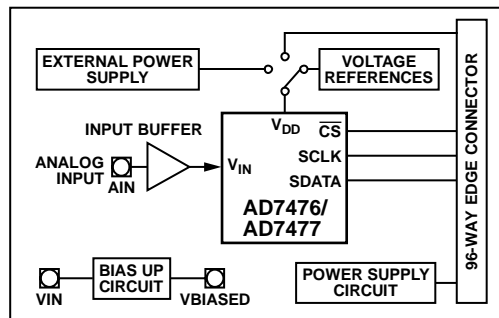 EXTERNAL POWER
SUPPLY
VOLTAGE
REFERENCES
INPUT BUFFER
ANALOG
INPUT
AIN
VDD
CS
VIN
SCLK
SDATA
AD7476/
AD7477
96-WAY EDGE CONNECTOR
BIAS UP
CIRCUIT
VIN
VBIASED
POWER SUPPLY
CIRCUIT